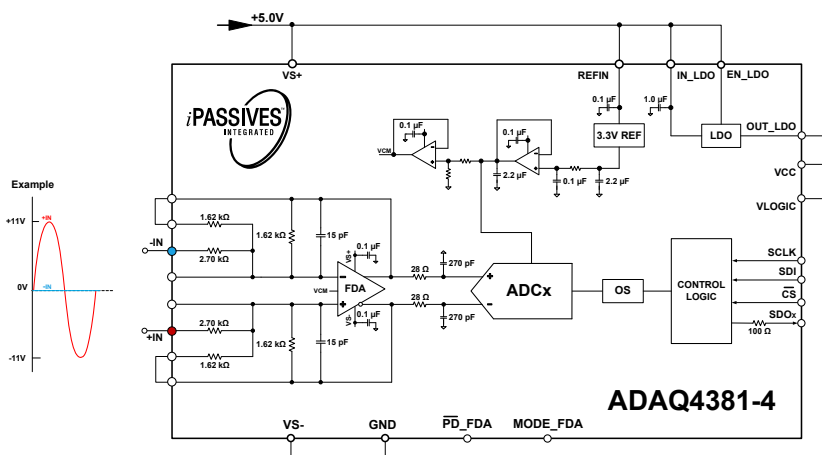 +5.0V
VS+
REFIN
IN_LDO
EN_LDO
iPASSIVES™
INTEGRATED
0.1 µF
0.1 µF
0.1 µF
1.0 µF
3.3V REF
LDO
OUT_LDO
VCM
2.2 µF
0.1 µF
2.2 µF
VCC
VLOGIC
Example
+11V
+IN
-IN
0V
-11V
1.62 kΩ
1.62 kΩ
15 pF
-IN
2.70 kΩ
VS+
0.1 µF
FDA
VCM
28 Ω
270 pF
28 Ω
270 pF
VS-
0.1 µF
2.70 kΩ
+IN
1.62 kΩ
15 pF
1.62 kΩ
ADCx
OS
CONTROL
LOGIC
SCLK
SDI
CS
SDOx
100 Ω
ADAQ4381-4
VS-
GND
PD_FDA
MODE_FDA